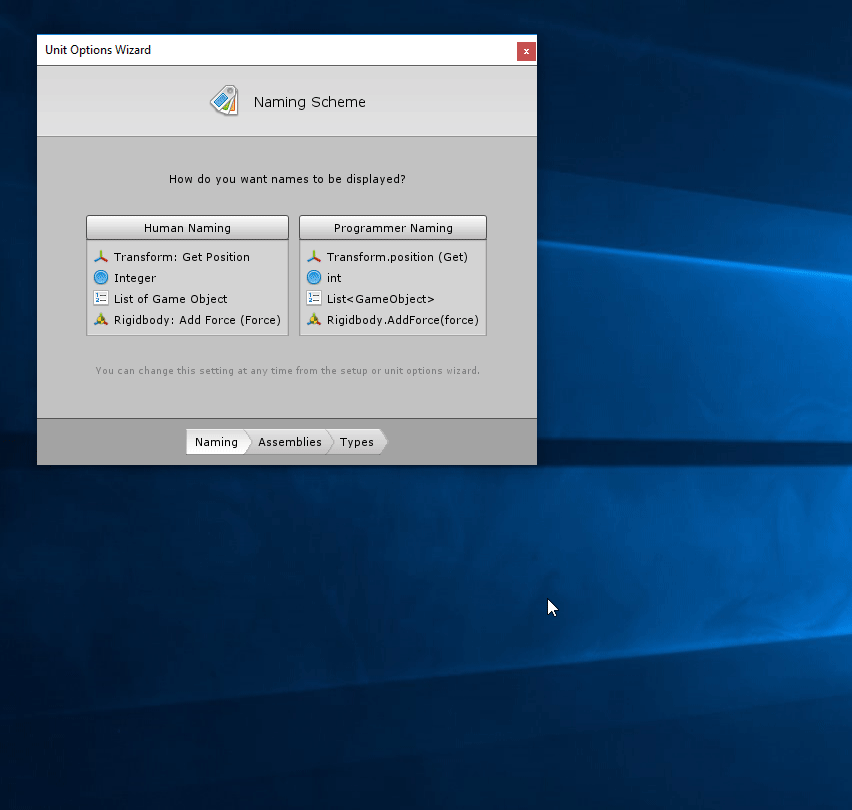 Unit Options Wizard
x
Naming Scheme
How do you want names to be displayed?
Human Naming
Transform: Get Position
Integer
List of Game Object
Rigidbody: Add Force (Force)
Programmer Naming
Transform.position (Get)
int
List<GameObject>
Rigidbody.AddForce(force)
You can change this setting at any time from the setup or unit options wizard.
Naming Assemblies Types